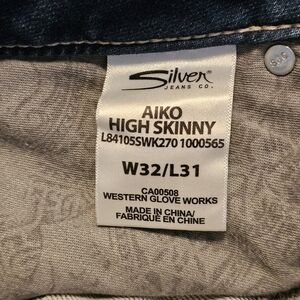 Silver
JEANS CO.
AIKO
HIGH SKINNY
L84105SWK270 1000565
W32/L31
CA00508
WESTERN GLOVE WORKS
MADE IN CHINA/
FABRIQUÉ EN CHINE